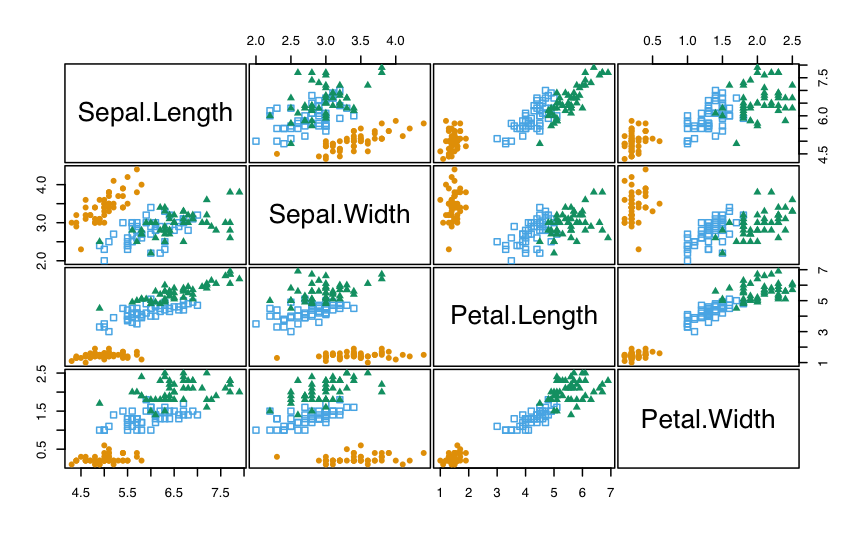 2.0 2.5 3.0 3.5 4.0
0.5 1.0 1.5 2.0 2.5
Sepal.Length
4.5 6.0 7.5
2.0 3.0 4.0
Sepal.Width
Petal.Length
1 3 5 7
0.5 1.5 2.5
Petal.Width
4.5 5.5 6.5 7.5
1 2 3 4 5 6 7